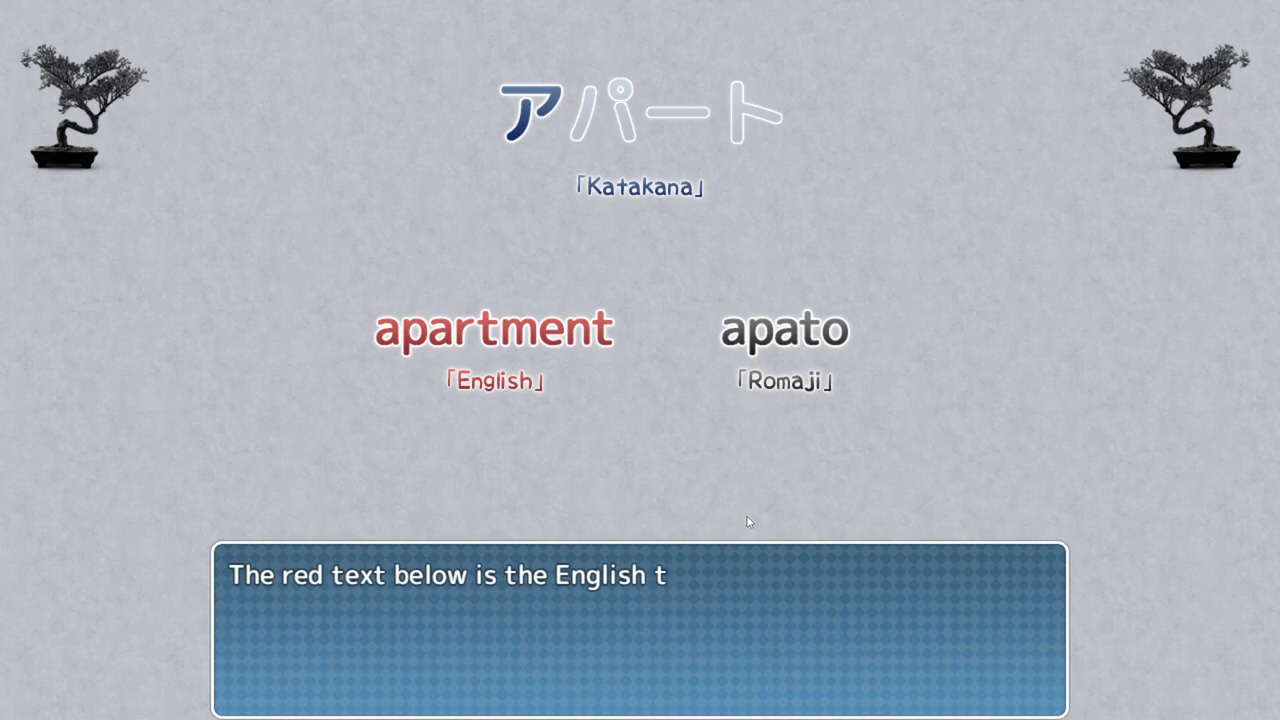 アパート
「Katakana」
apartment apato
「English」 「Romaji」
The red text below is the English t